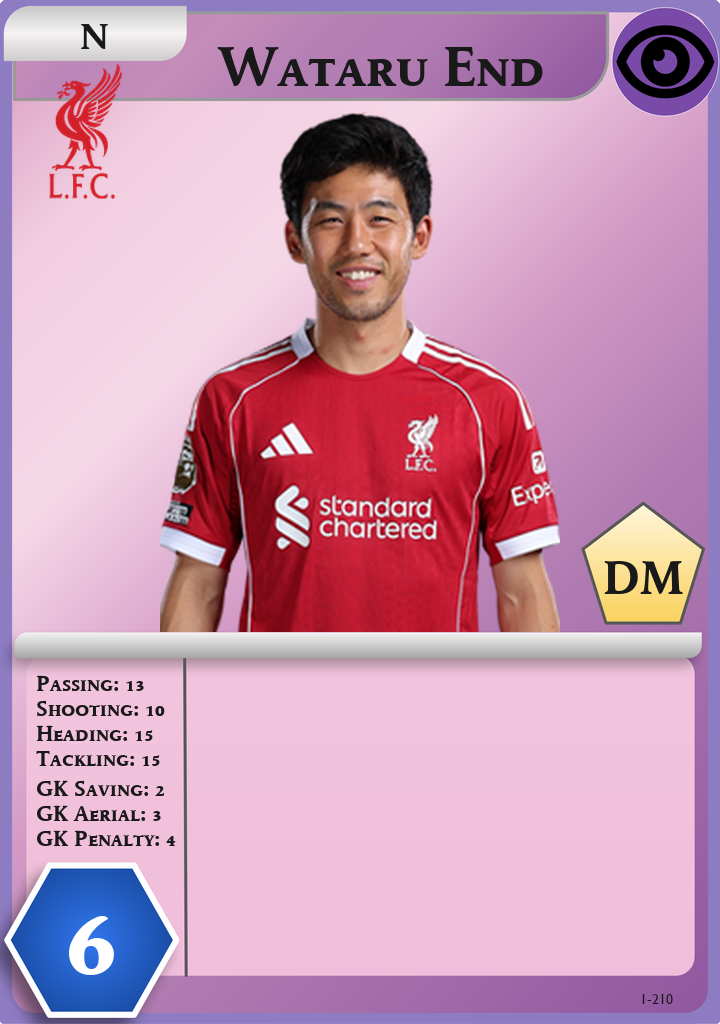 N
Wataru End
L.F.C.
L.F.C.
Expe
standard
chartered
DM
Passing: 13
Shooting: 10
Heading: 15
Tackling: 15
GK Saving: 2
GK Aerial: 3
GK Penalty: 4
6
1-210